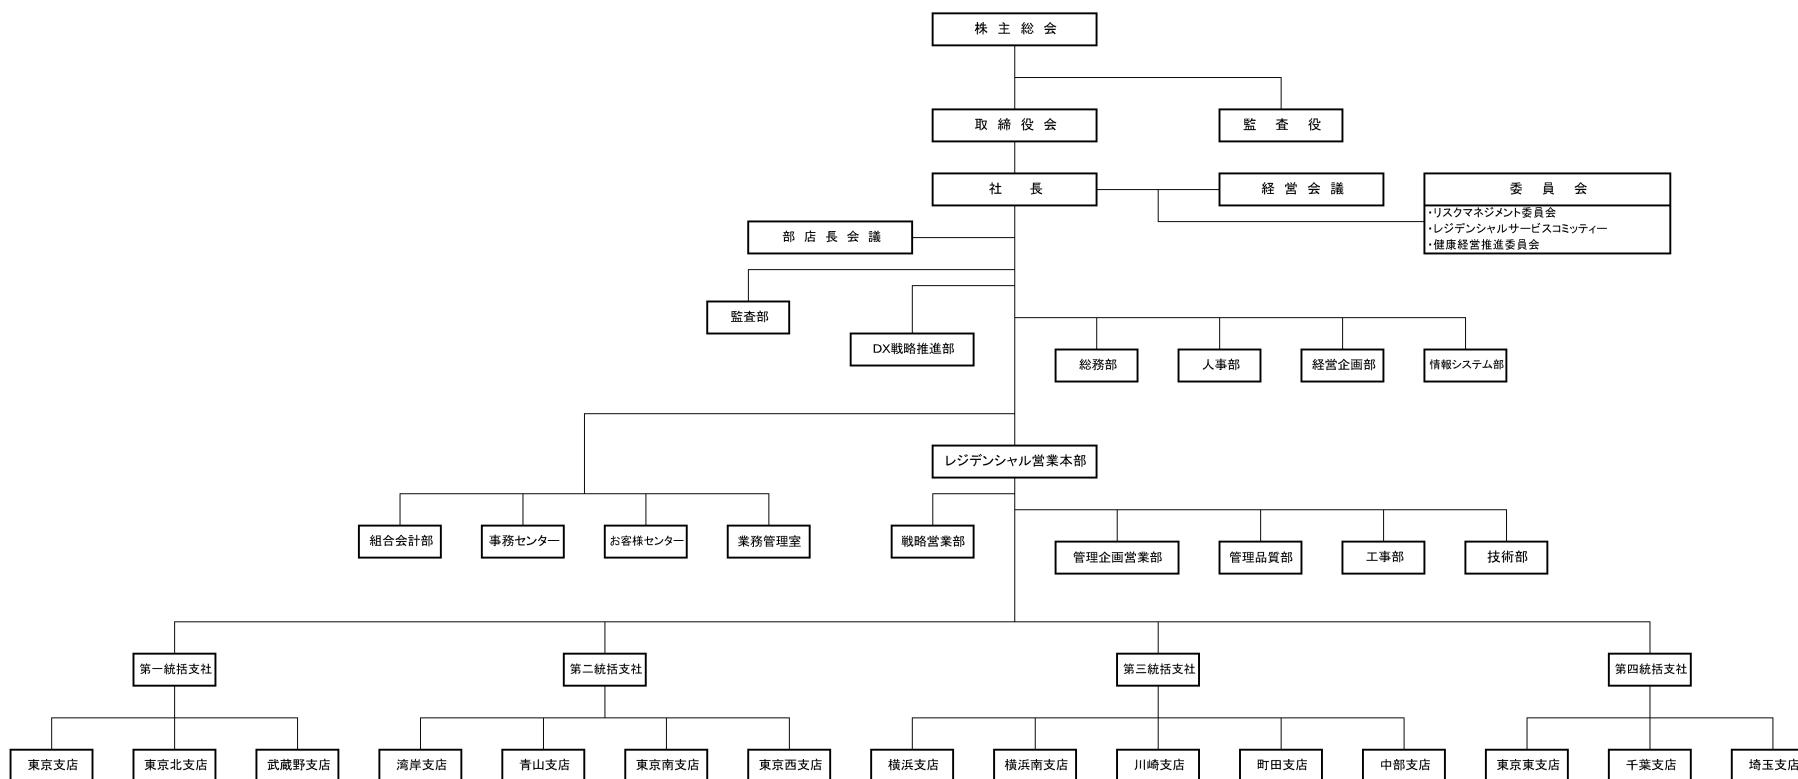 株主総会
取締役会
監査役
社長
経営会議
委員会
・リスクマネジメント委員会
・レジデンシャルサービスコミッティー
・健康経営推進委員会
部店長会議
監査部
DX戦略推進部
総務部
人事部
経営企画部
情報システム部
レジデンシャル営業本部
組合会計部
事務センター
お客様センター
業務管理室
戦略営業部
管理企画営業部
管理品質部
工事部
技術部
第一統括支社
第二統括支社
第三統括支社
第四統括支社
東京支店
東京北支店
武蔵野支店
湾岸支店
青山支店
東京南支店
東京西支店
横浜支店
横浜南支店
川崎支店
町田支店
中部支店
東京東支店
千葉支店
埼玉支店